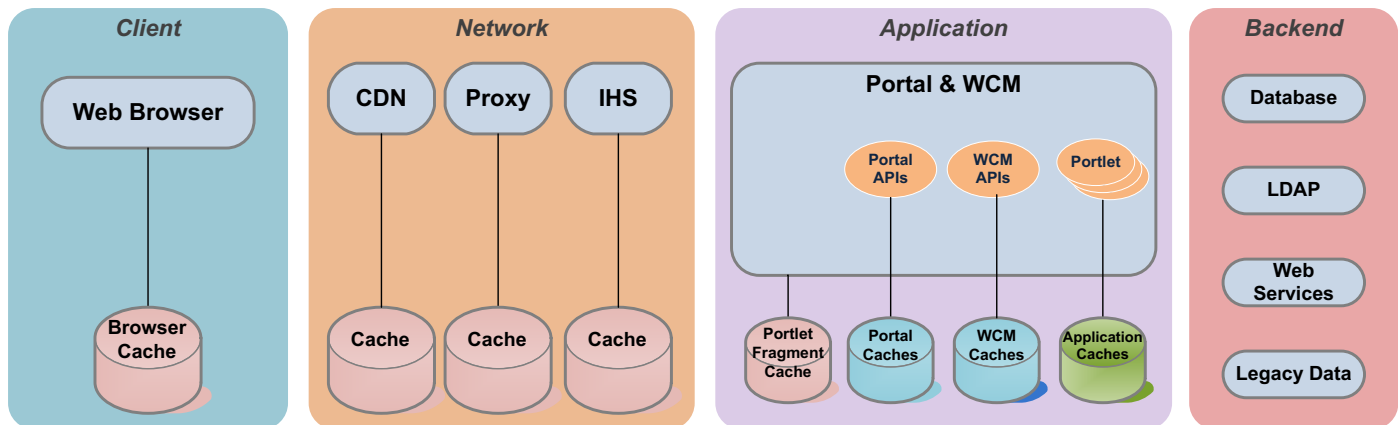 Client
Web Browser
Browser
Cache
Network
CDN
Proxy
IHS
Cache
Cache
Cache
Application
Portal & WCM
Portal
APIs
WCM
APIs
Portlet
Portlet
Fragment
Cache
Portal
Caches
WCM
Caches
Application
Caches
Backend
Database
LDAP
Web
Services
Legacy Data